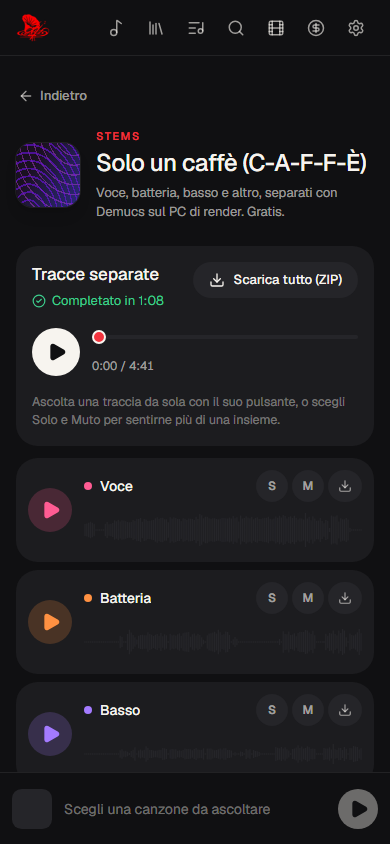 Indietro
STEMS
Solo un caffè (C-A-F-F-È)
Voce, batteria, basso e altro, separati con
Demucs sul PC di render. Gratis.
Tracce separate
Scarica tutto (ZIP)
Completato in 1:08
0:00 / 4:41
Ascolta una traccia da sola con il suo pulsante, o scegli
Solo e Muto per sentirne più di una insieme.
Voce
S
M
Batteria
S
M
Basso
S
M
Scegli una canzone da ascoltare